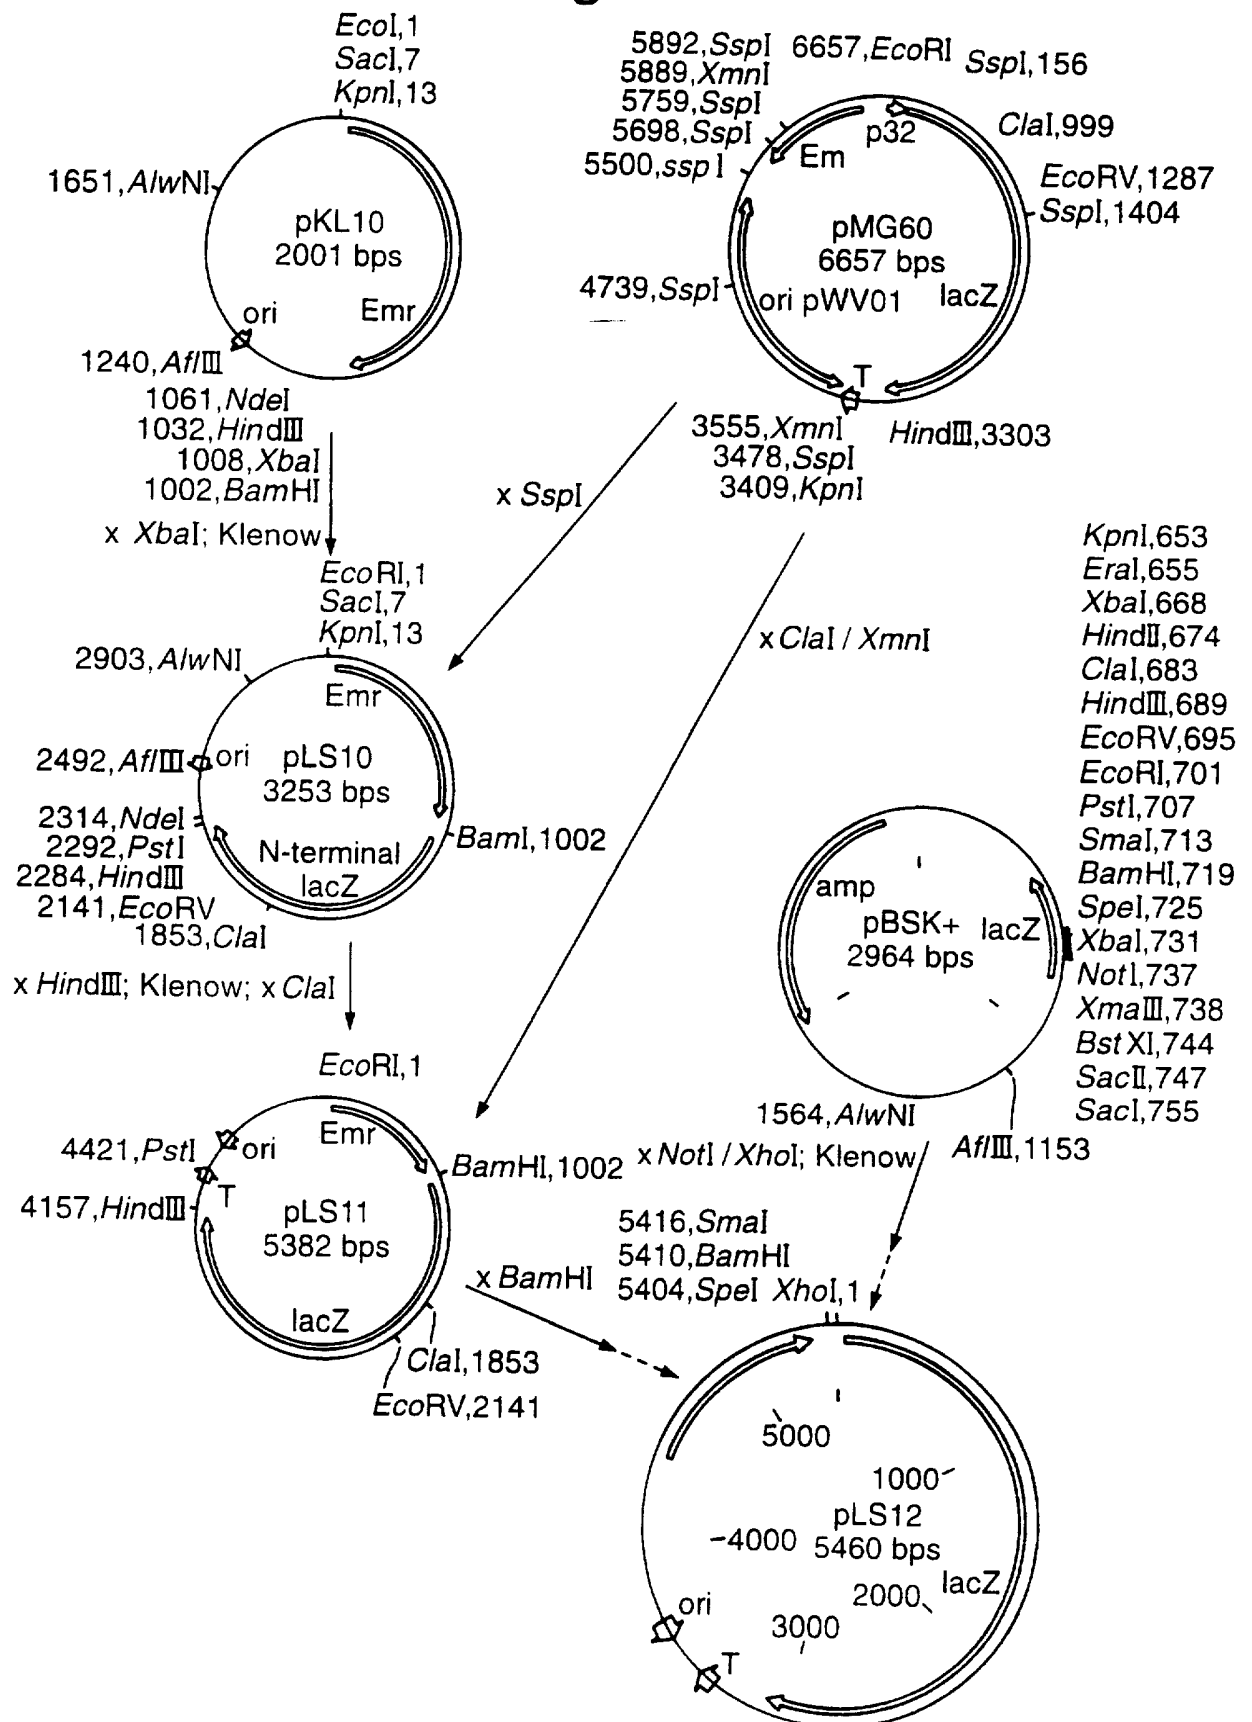 EcoI,1
SacI,7
KpnI,13
1651,AlwNI
pKL10
2001 bps
ori
Emr
1240,AflIII
1061,NdeI
1032,HindIII
1008,XbaI
1002,BamHI
x XbaI; Klenow
5892,SspI
5889,XmnI
5759,SspI
5698,SspI
5500,sspI
6657,EcoRI
SspI,156
p32
Em
ClaI,999
EcoRV,1287
SspI,1404
pMG60
6657 bps
4739,SspI
ori pWV01
lacZ
T
3555,XmnI
3478,SspI
3409,KpnI
HindIII,3303
x SspI
x ClaI / XmnI
EcoRI,1
SacI,7
KpnI,13
2903,AlwNI
Emr
2492,AflIII
ori
pLS10
3253 bps
2314,NdeI
2292,PstI
2284,HindIII
2141,EcoRV
1853,ClaI
N-terminal
lacZ
BamI,1002
x HindIII; Klenow; x ClaI
KpnI,653
EraI,655
XbaI,668
HindII,674
ClaI,683
HindIII,689
EcoRV,695
EcoRI,701
PstI,707
SmaI,713
BamHI,719
SpeI,725
XbaI,731
NotI,737
XmaIII,738
BstXI,744
SacII,747
SacI,755
amp
pBSK+
2964 bps
lacZ
1564,AlwNI
AflIII,1153
x NotI / XhoI; Klenow
EcoRI,1
4421,PstI
ori
Emr
BamHI,1002
4157,HindIII
T
pLS11
5382 bps
lacZ
ClaI,1853
EcoRV,2141
x BamHI
5416,SmaI
5410,BamHI
5404,SpeI
XhoI,1
5000
1000
pLS12
5460 bps
4000
lacZ
2000
3000
ori
T